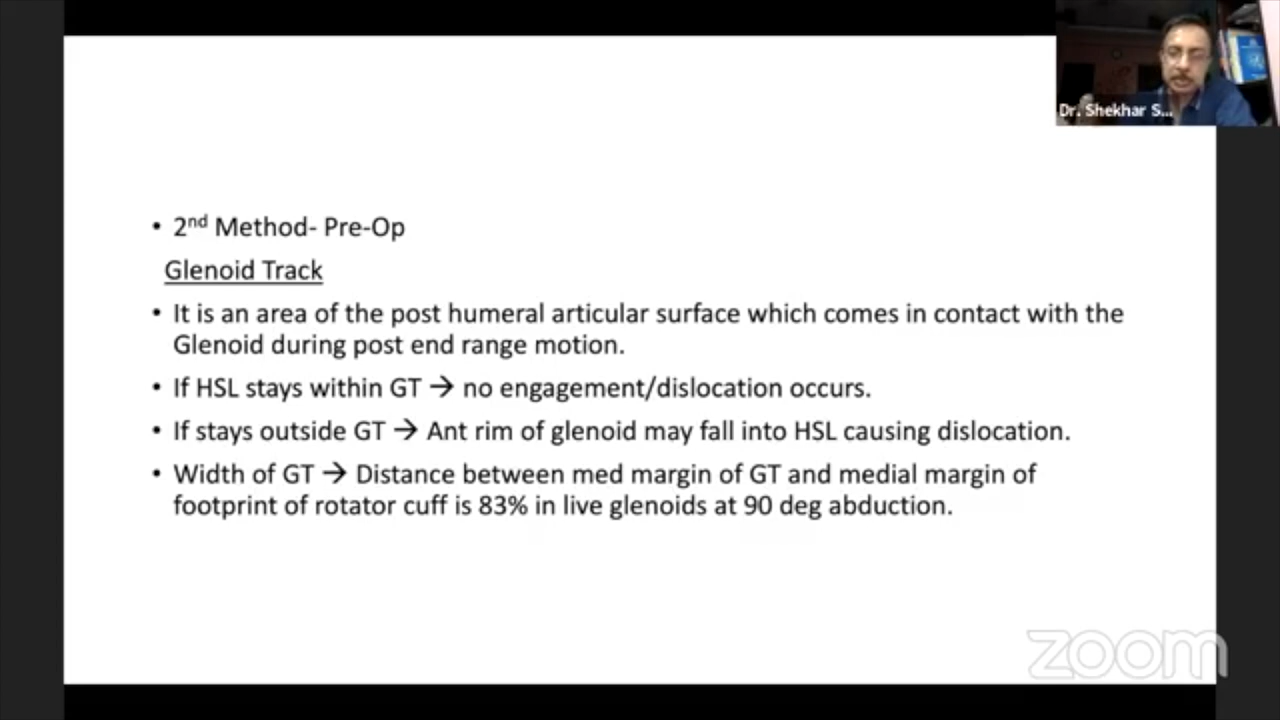 Dr. Shekhar S...
• 2nd Method- Pre-Op
Glenoid Track
• It is an area of the post humeral articular surface which comes in contact with the
Glenoid during post end range motion.
• If HSL stays within GT → no engagement/dislocation occurs.
• If stays outside GT → Ant rim of glenoid may fall into HSL causing dislocation.
• Width of GT → Distance between med margin of GT and medial margin of
footprint of rotator cuff is 83% in live glenoids at 90 deg abduction.
zoom